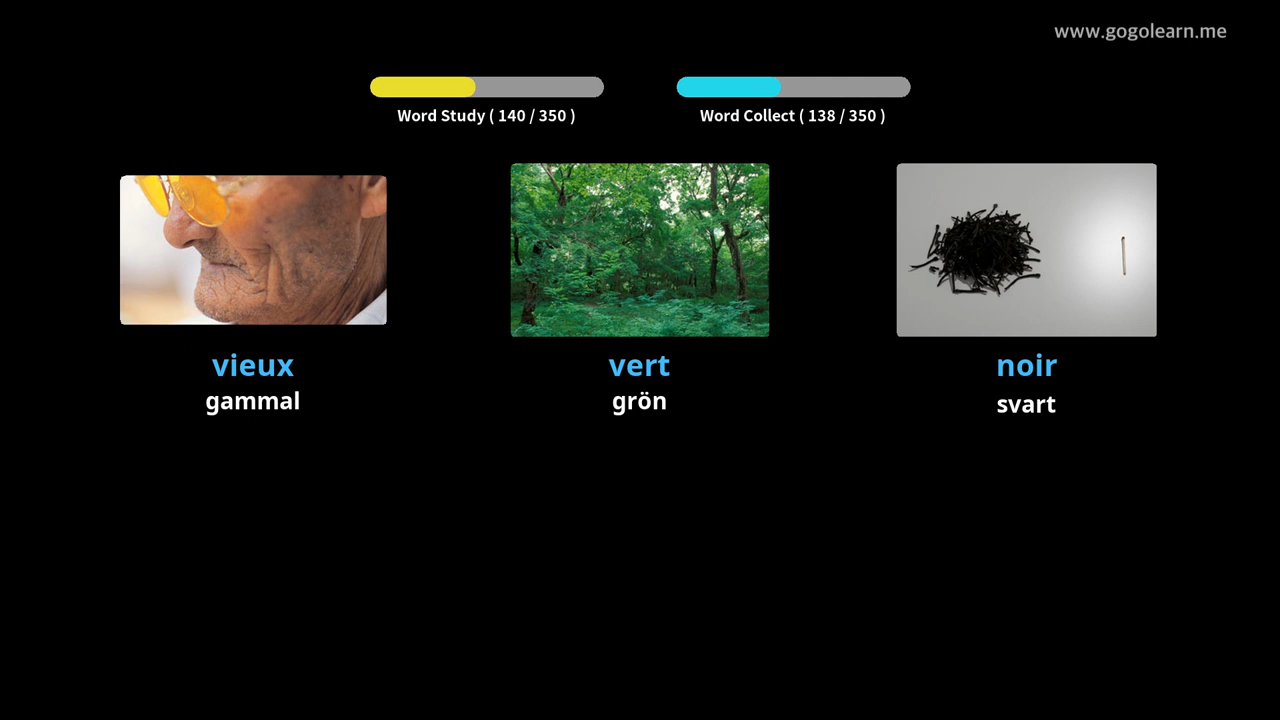 www.gogolearn.me
Word Study ( 140 / 350 )
Word Collect ( 138 / 350 )
vieux
gammal
vert
grön
noir
svart